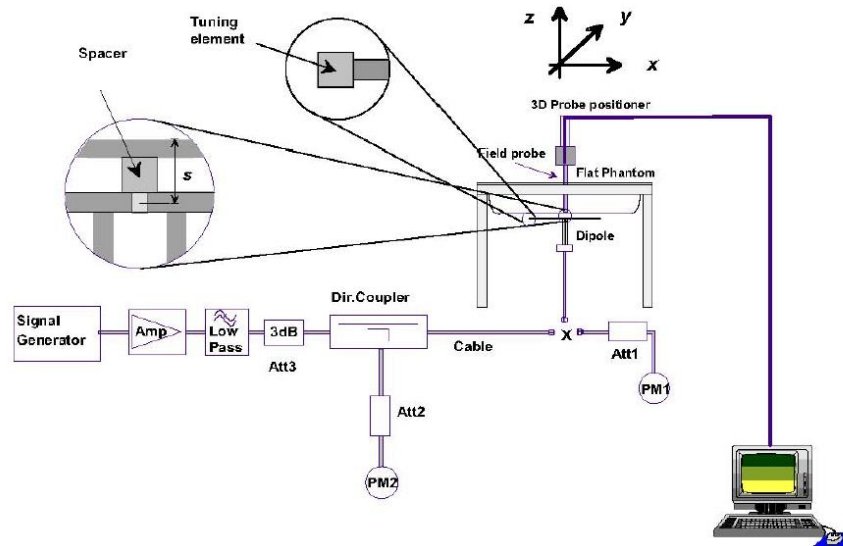 Tuning
element
Spacer
s
z
y
x
3D Probe positioner
Field probe
Flat Phantom
Dipole
Dir.Coupler
Signal
Generator
Amp
Low
Pass
3dB
Att3
Cable
X
Att1
PM1
Att2
PM2